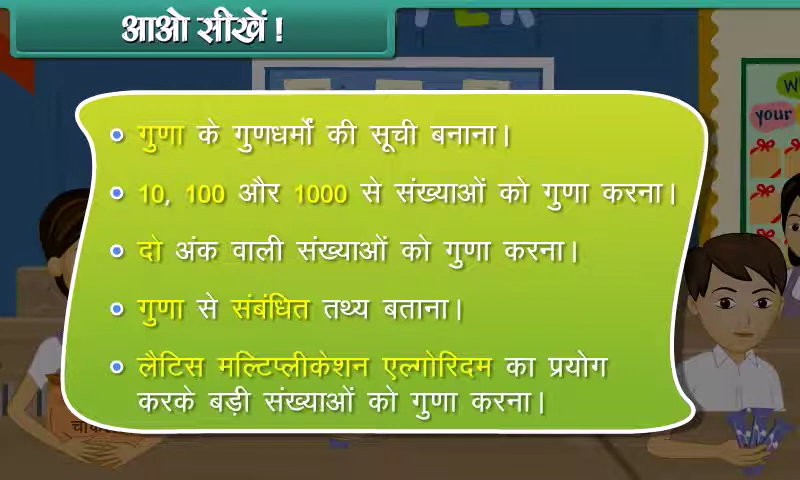 आओ सीखें!
गुणा के गुणधर्मों की सूची बनाना।
10, 100 और 1000 से संख्याओं को गुणा करना।
दो अंक वाली संख्याओं को गुणा करना।
गुणा से संबंधित तथ्य बताना।
लैटिस मल्टिप्लीकेशन एल्गोरिदम का प्रयोग
करके बड़ी संख्याओं को गुणा करना।
your